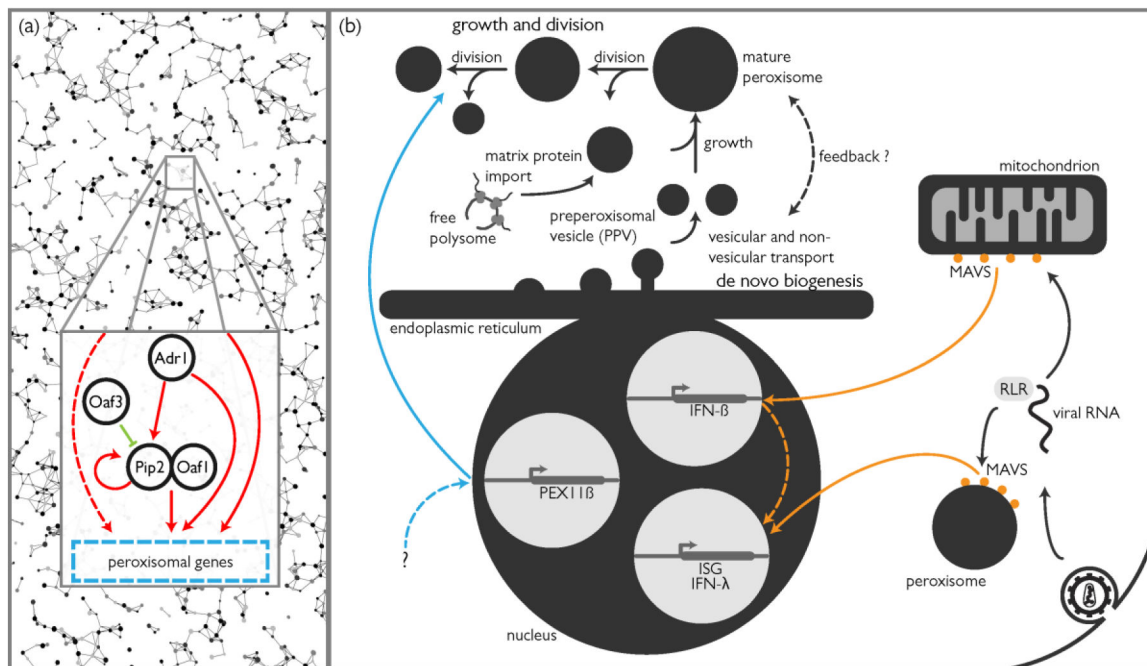 (a)
Adr1
Oaf3
Pip2
Oaf1
peroxisomal genes
(b)
growth and division
division
division
mature
peroxisome
matrix protein
import
growth
feedback ?
free
polysome
preperoxisomal
vesicle (PPV)
vesicular and non-
vesicular transport
de novo biogenesis
endoplasmic reticulum
mitochondrion
MAVS
IFN-ß
RLR
viral RNA
PEX11ß
MAVS
?
ISG
IFN-λ
peroxisome
nucleus